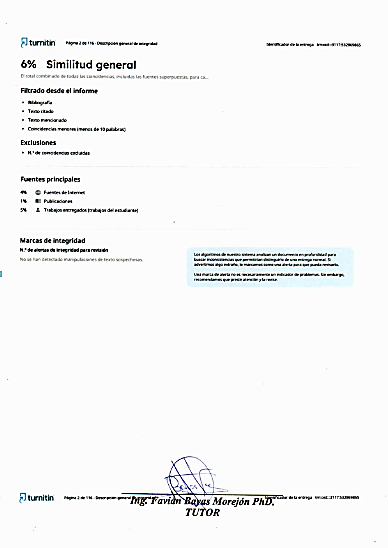 turnitin Página 2 de 116 - Descripción general de integridad Identificador de la entrega trn:oid:::3117:532969865
6% Similitud general
El total combinado de todas las coincidencias, incluidas las fuentes superpuestas, para ca...
Filtrado desde el informe
• Bibliografía
• Texto citado
• Texto mencionado
• Coincidencias menores (menos de 10 palabras)
Exclusiones
• N.º de coincidencias excluidas
Fuentes principales
4% Fuentes de Internet
1% Publicaciones
5% Trabajos entregados (trabajos del estudiante)
Marcas de integridad
N.º de alertas de integridad para revisión
No se han detectado manipulaciones de texto sospechosas.
Los algoritmos de nuestro sistema analizan un documento en profundidad para
buscar inconsistencias que permitirían distinguirlo de una entrega normal. Si
advertimos algo extraño, lo marcamos como una alerta para que pueda revisarlo.
Una marca de alerta no es necesariamente un indicador de problemas. Sin embargo,
recomendamos que preste atención y la revise.
turnitin Página 2 de 116 - Descripción general de la entrega trn:oid:::3117:532969865
Ing. Favián Bayas Morejón PhD.
TUTOR